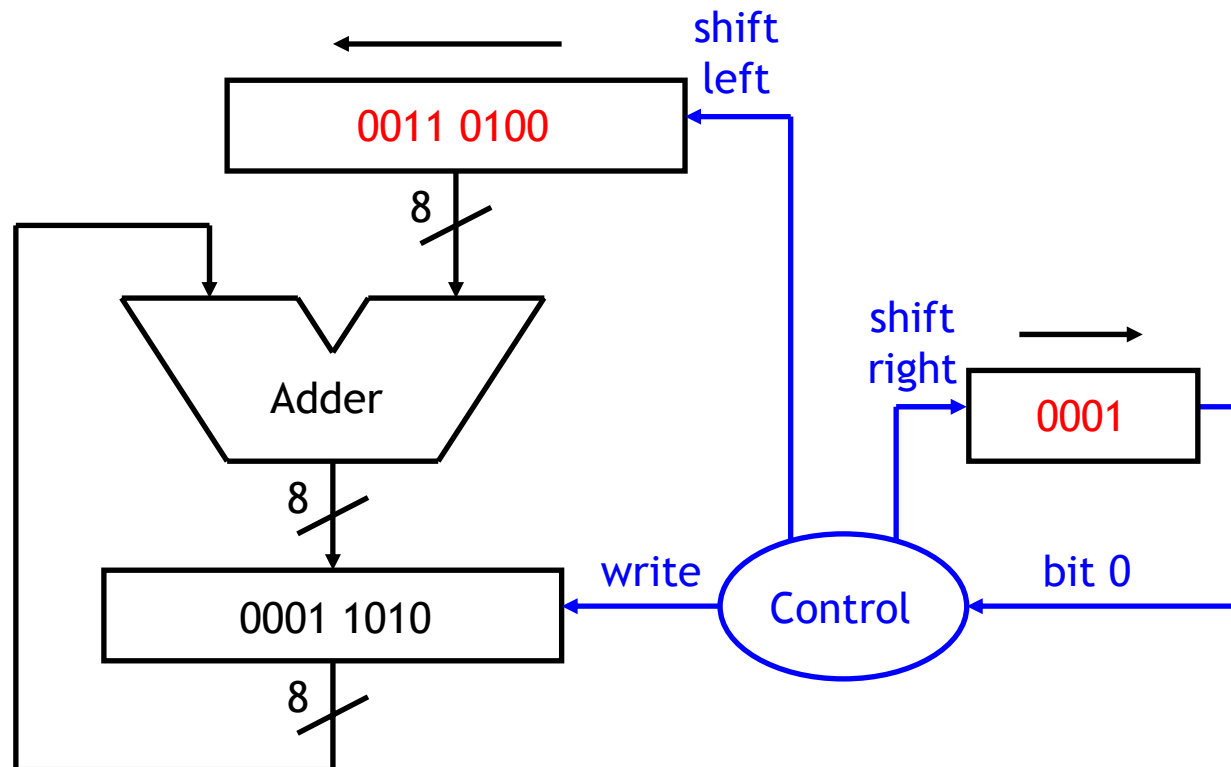 shift
left
0011 0100
8
shift
right
Adder
0001
8
write
Control
bit 0
0001 1010
8